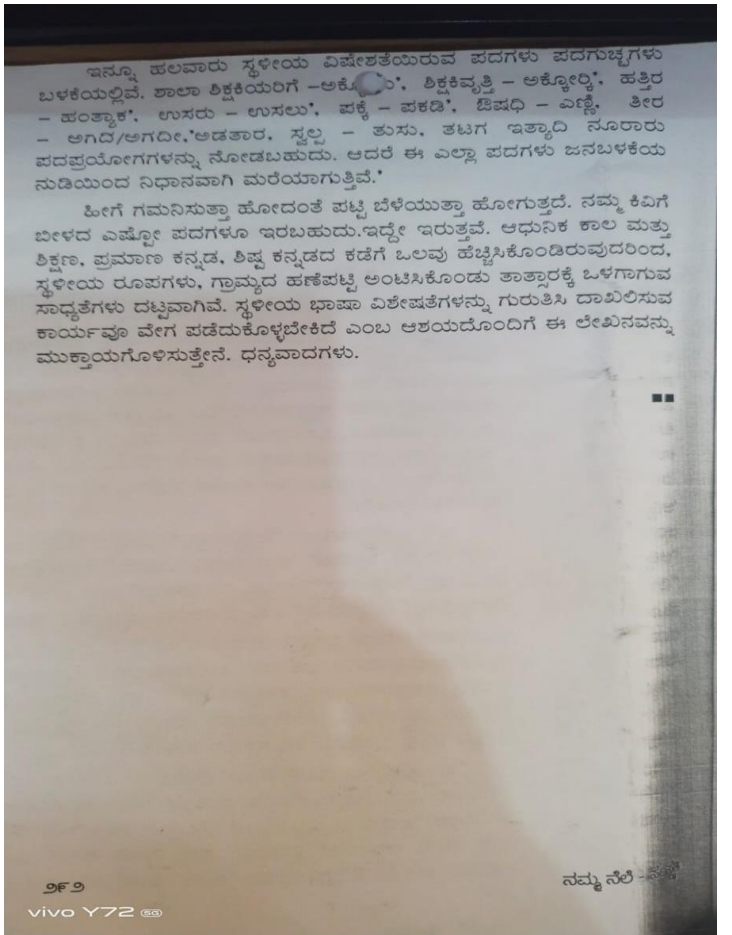 ಇನ್ನೂ ಹಲವಾರು ಸ್ಥಳೀಯ ವಿಶೇಶತೆಯಿರುವ ಪದಗಳು ಪದಗುಚ್ಛಗಳು
ಬಳಕೆಯಲ್ಲಿವೆ. ಶಾಲಾ ಶಿಕ್ಷಕಿಯರಿಗೆ – ಶಿಕ್ಷಕಿವೃತ್ತಿ – ಅಕ್ಕೋರ‍್ಕಿ', ಹತ್ತಿರ
– ಹಂತ್ಯಾಕ', ಉಸರು – ಉಸಲು', ಪಕ್ಕೆ – ಪಕಡಿ', ಔಷಧಿ – ಎಣ್ಣಿ, ತೀರ
– ಅಗದಿ/ಅಗದೀ,'ಅಡತಾರ, ಸ್ವಲ್ಪ – ತುಸು, ತಟಗ ಇತ್ಯಾದಿ ನೂರಾರು
ಪದಪ್ರಯೋಗಗಳನ್ನು ನೋಡಬಹುದು. ಆದರೆ ಈ ಎಲ್ಲಾ ಪದಗಳು ಜನಬಳಕೆಯ
ನುಡಿಯಿಂದ ನಿಧಾನವಾಗಿ ಮರೆಯಾಗುತ್ತಿವೆ.'
ಹೀಗೆ ಗಮನಿಸುತ್ತಾ ಹೋದಂತೆ ಪಟ್ಟಿ ಬೆಳೆಯುತ್ತಾ ಹೋಗುತ್ತದೆ. ನಮ್ಮ ಕಿವಿಗೆ
ಬೀಳದ ಎಷ್ಟೋ ಪದಗಳೂ ಇರಬಹುದು.ಇದ್ದೇ ಇರುತ್ತವೆ. ಆಧುನಿಕ ಕಾಲ ಮತ್ತು
ಶಿಕ್ಷಣ, ಪ್ರಮಾಣ ಕನ್ನಡ, ಶಿಷ್ಟ ಕನ್ನಡದ ಕಡೆಗೆ ಒಲವು ಹೆಚ್ಚಿಸಿಕೊಂಡಿರುವುದರಿಂದ,
ಸ್ಥಳೀಯ ರೂಪಗಳು, ಗ್ರಾಮ್ಯದ ಹಣೆಪಟ್ಟಿ ಅಂಟಿಸಿಕೊಂಡು ತಾತ್ಸಾರಕ್ಕೆ ಒಳಗಾಗುವ
ಸಾಧ್ಯತೆಗಳು ದಟ್ಟವಾಗಿವೆ. ಸ್ಥಳೀಯ ಭಾಷಾ ವಿಶೇಷತೆಗಳನ್ನು ಗುರುತಿಸಿ ದಾಖಲಿಸುವ
ಕಾರ್ಯವೂ ವೇಗ ಪಡೆದುಕೊಳ್ಳಬೇಕಿದೆ ಎಂಬ ಆಶಯದೊಂದಿಗೆ ಈ ಲೇಖನವನ್ನು
ಮುಕ್ತಾಯಗೊಳಿಸುತ್ತೇನೆ. ಧನ್ಯವಾದಗಳು.
೨೯೨
ನಮ್ಮ ನೆಲೆ -
vivo Y72 5G